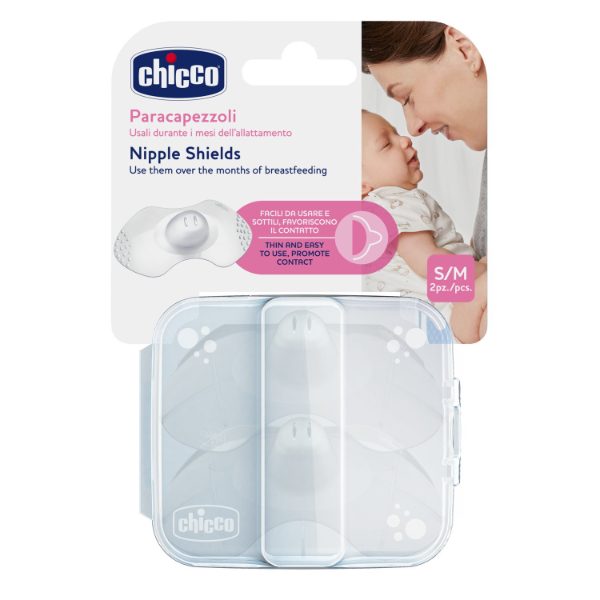 chicco
Paracapezzoli
Usali durante i mesi dell'allattamento
Nipple Shields
Use them over the months of breastfeeding
FACILI DA USARE E
SOTTILI, FAVORISCONO
IL CONTATTO
THIN AND EASY
TO USE, PROMOTE
CONTACT
S/M
2pz./pcs.
chicco